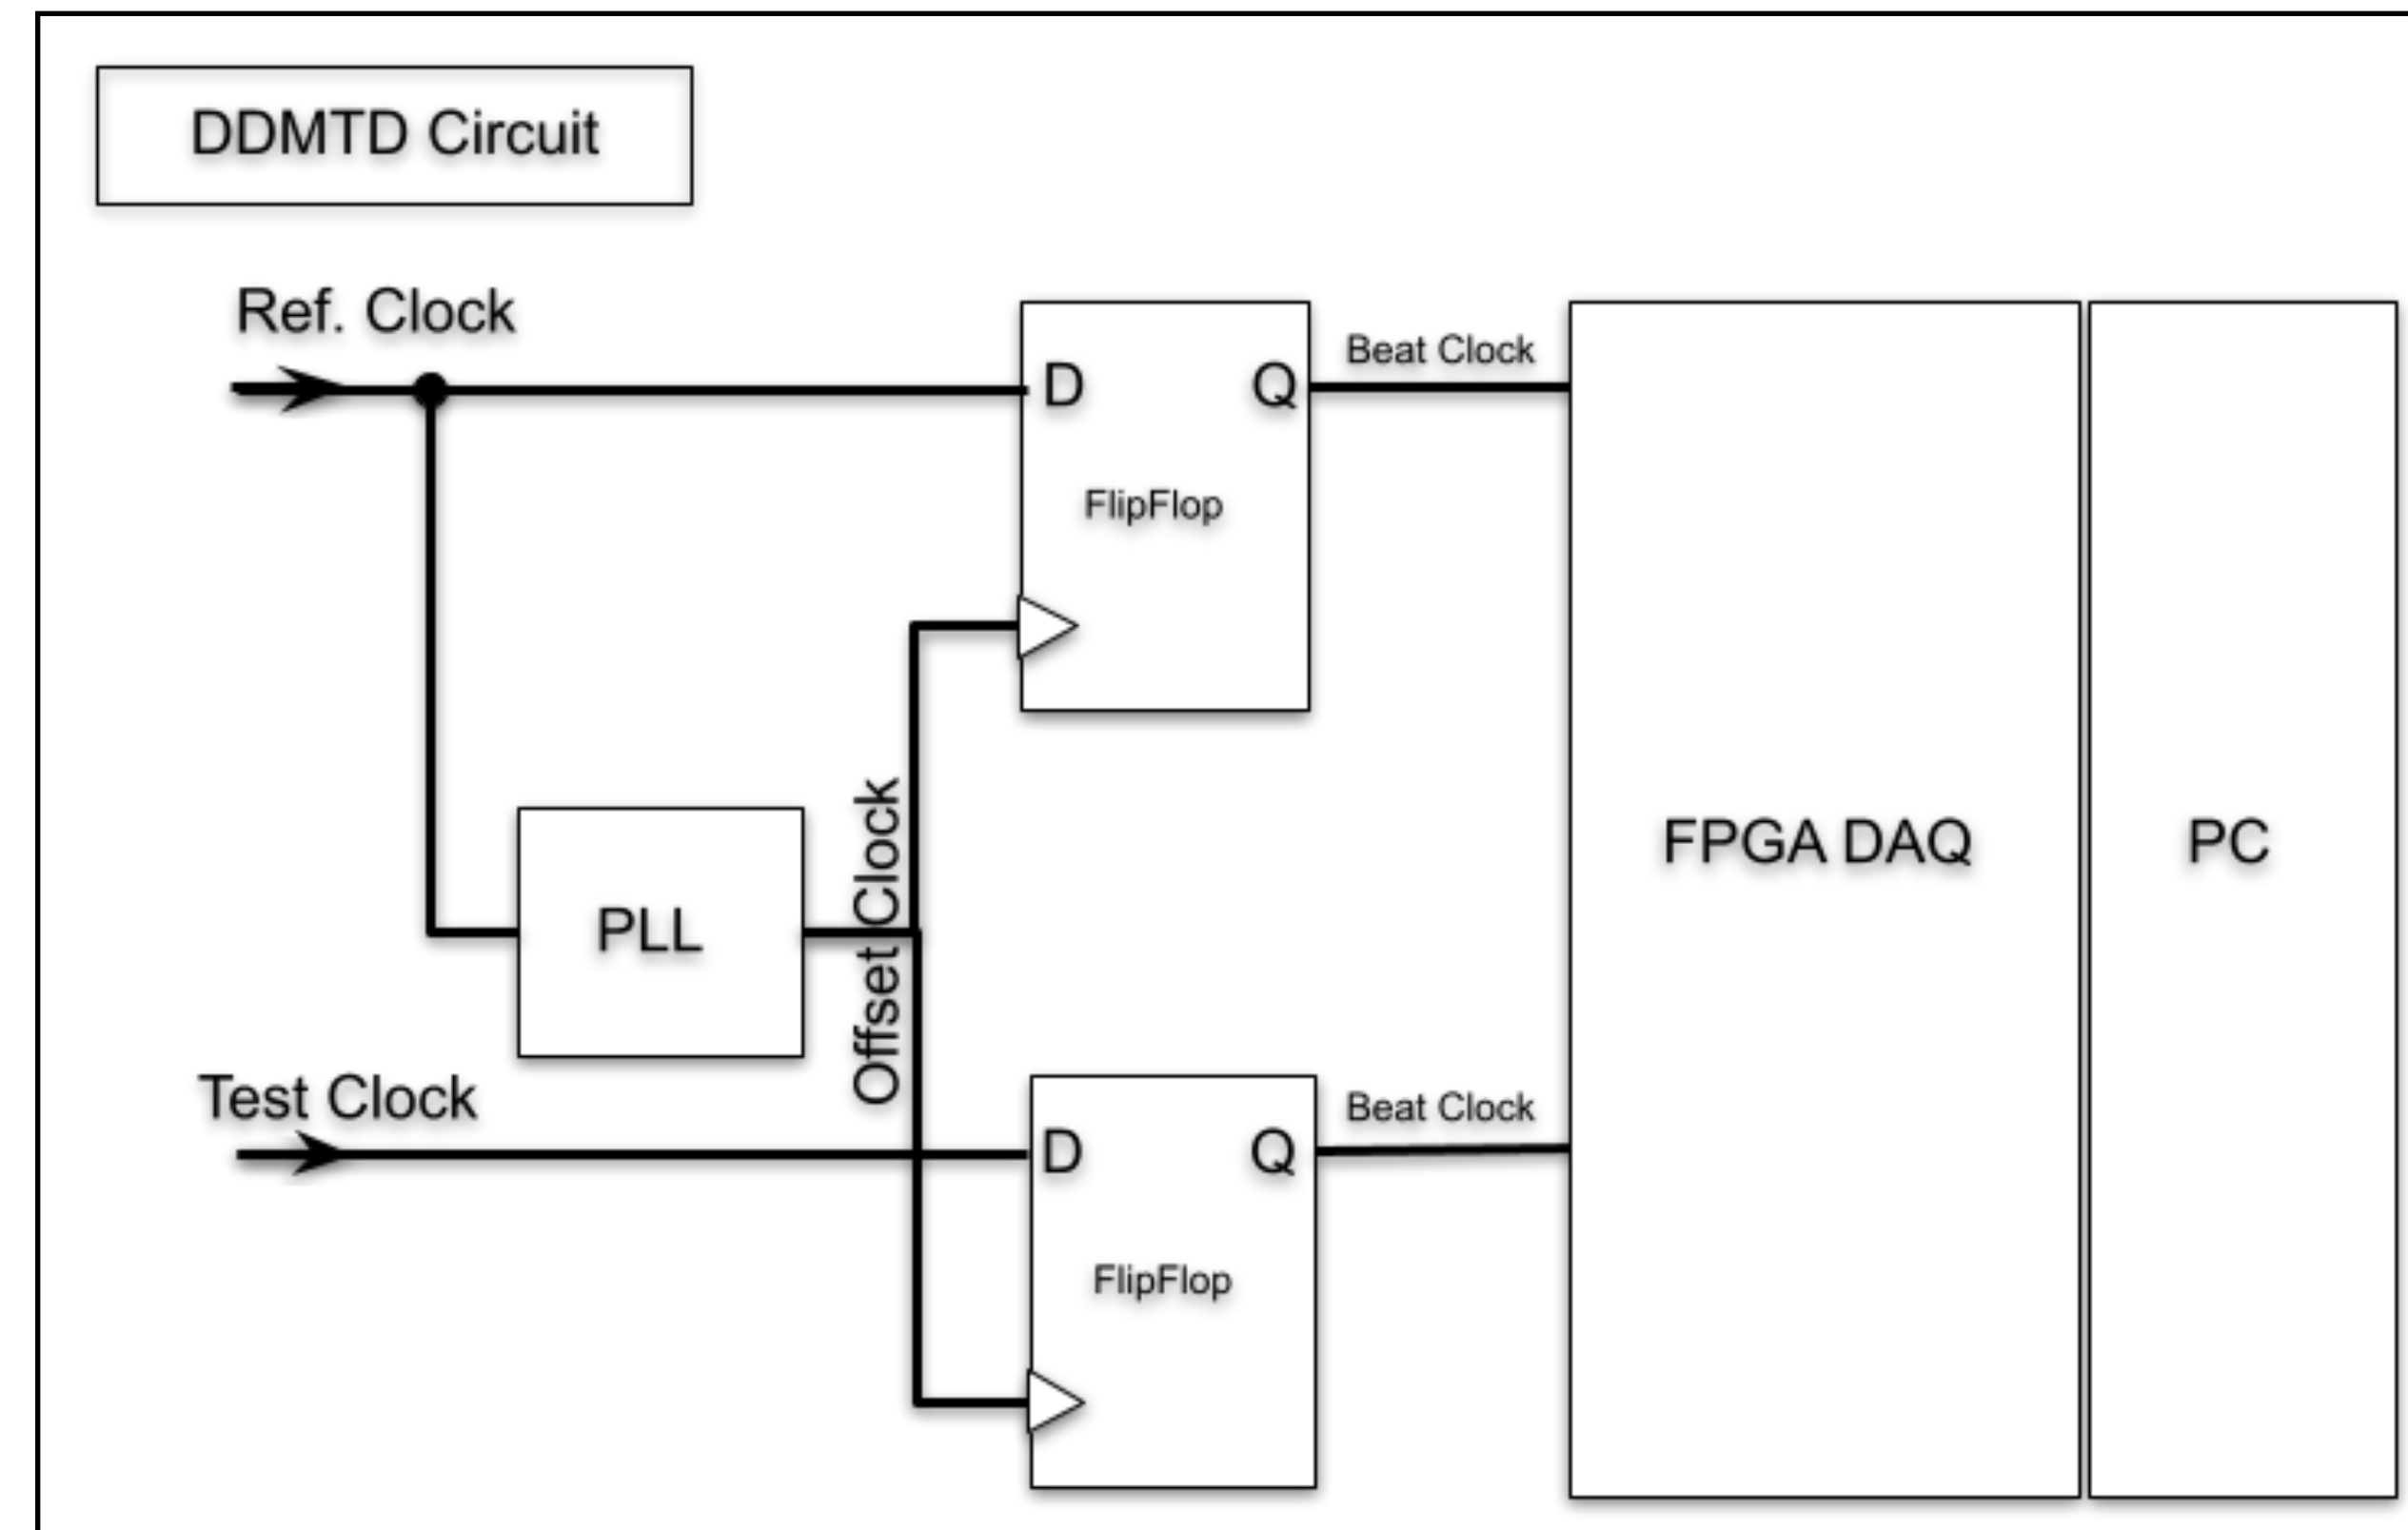 DDMTD Circuit
Ref. Clock
D
Q
Beat Clock
FlipFlop
Offset Clock
PLL
FPGA DAQ
PC
Test Clock
D
Q
Beat Clock
FlipFlop